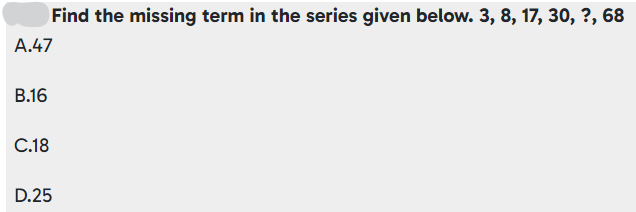 Find the missing term in the series given below. 3, 8, 17, 30, ?, 68
A.47
B.16
C.18
D.25